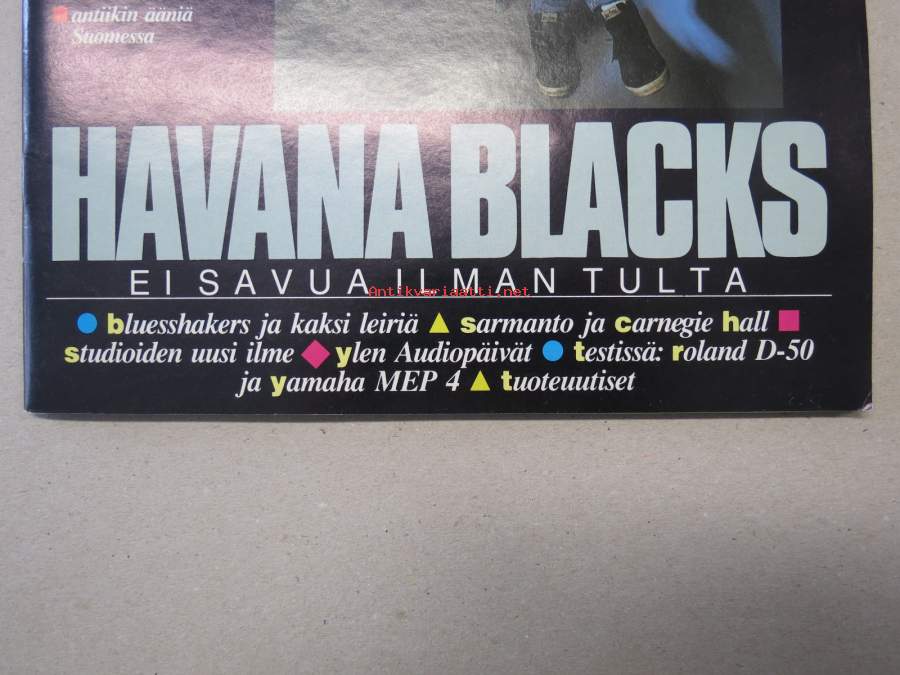 antiikin ääniä
Suomessa
HAVANA BLACKS
EI SAVUA ILMAN TULTA
Antikvariaatti.net
bluesshakers ja kaksi leiriä sarmanto ja carnegie hall
studioiden uusi ilme ylen Audiopäivät testissä: roland D-50
ja yamaha MEP 4 tuoteuutiset